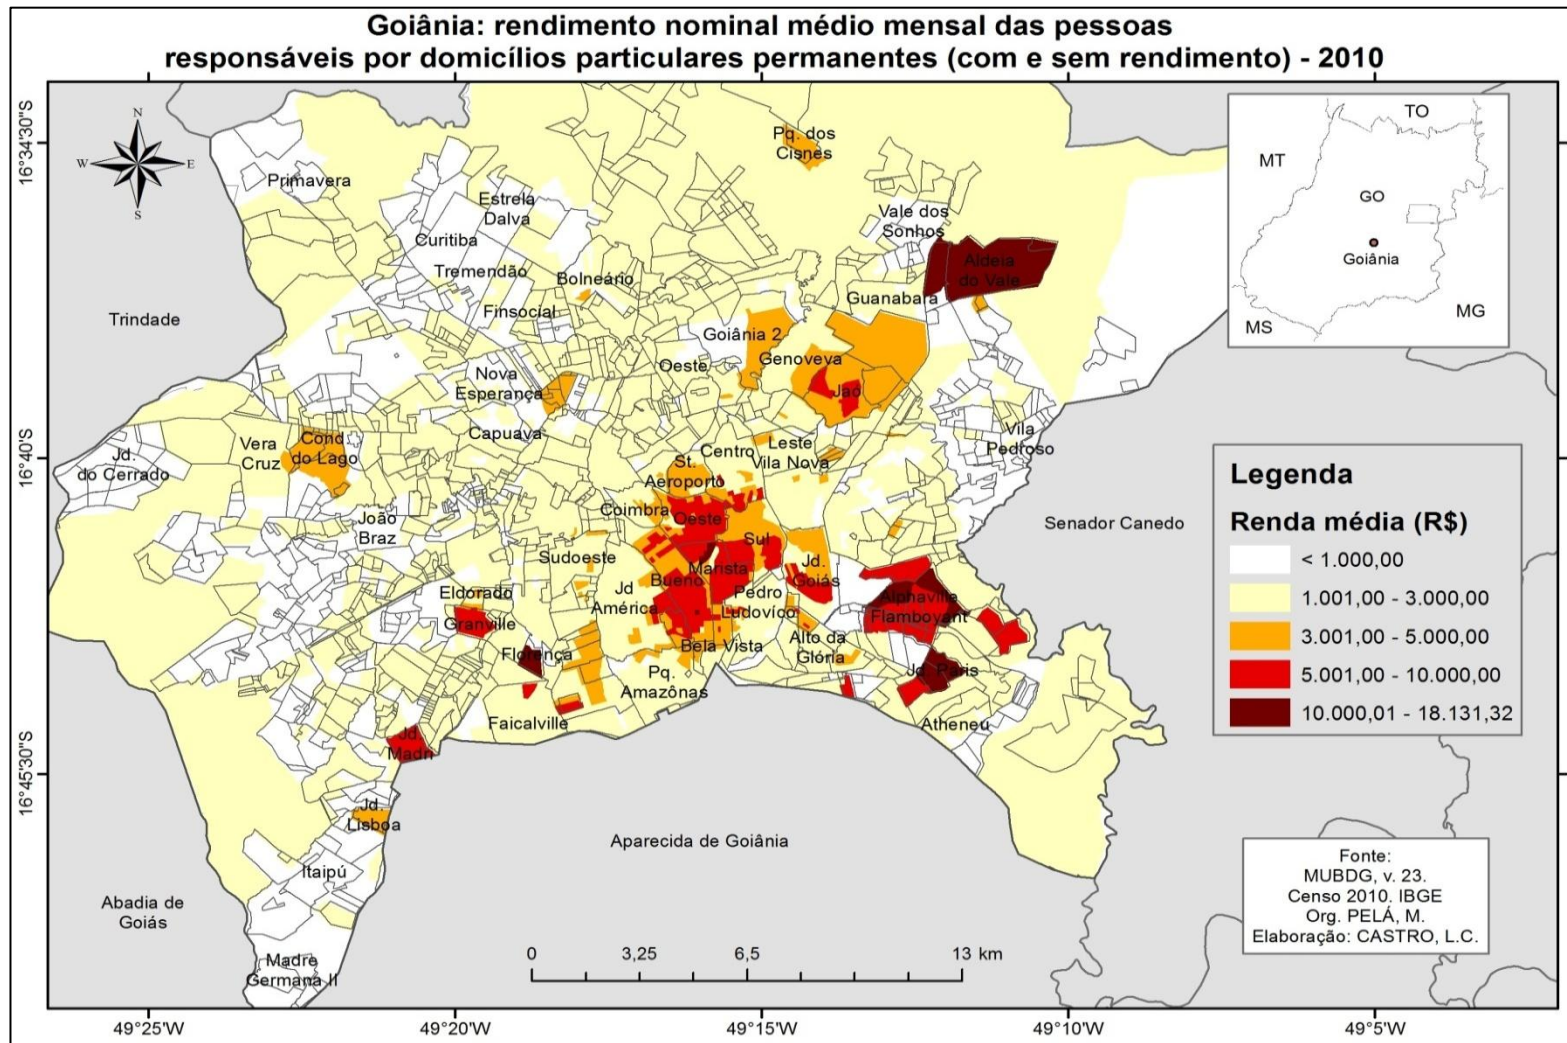 Goiânia: rendimento nominal médio mensal das pessoas
responsáveis por domicílios particulares permanentes (com e sem rendimento) - 2010
16°34'30"S
16°40'S
16°45'30"S
N
W
E
S
Pq. dos
Cisnes
Primavera
Estrela
Dalva
Curitiba
Vale dos
Sonhos
Tremendão
Bolneário
Aldeia
do Vale
Guanabara
Finsocial
Trindade
Goiânia 2
Genoveva
Oeste
Nova
Esperança
Jaó
Capuava
Vila
Pedroso
Vera
Cruz
Cond
do Lago
Jd.
do Cerrado
Centro
Leste
Vila Nova
St.
Aeroporto
Coimbra
Oeste
João
Braz
Sul
Senador Canedo
Sudoeste
Marista
Jd.
Goiás
Bueno
Eldorado
Jd
América
Pedro
Ludovico
Alphaville
Flamboyant
Granville
Bela Vista
Alto da
Glória
Florença
Jd. Paris
Pq.
Amazônas
Faicalville
Atheneu
Jd.
Madri
Jd.
Lisboa
Aparecida de Goiânia
Itaipú
Abadia de
Goiás
Madre
Germana II
0
3,25
6,5
13 km
TO
MT
GO
Goiânia
MG
MS
Legenda
Renda média (R$)
< 1.000,00
1.001,00 - 3.000,00
3.001,00 - 5.000,00
5.001,00 - 10.000,00
10.000,01 - 18.131,32
Fonte:
MUBDG, v. 23.
Censo 2010. IBGE
Org. PELÁ, M.
Elaboração: CASTRO, L.C.
49°25'W
49°20'W
49°15'W
49°10'W
49°5'W